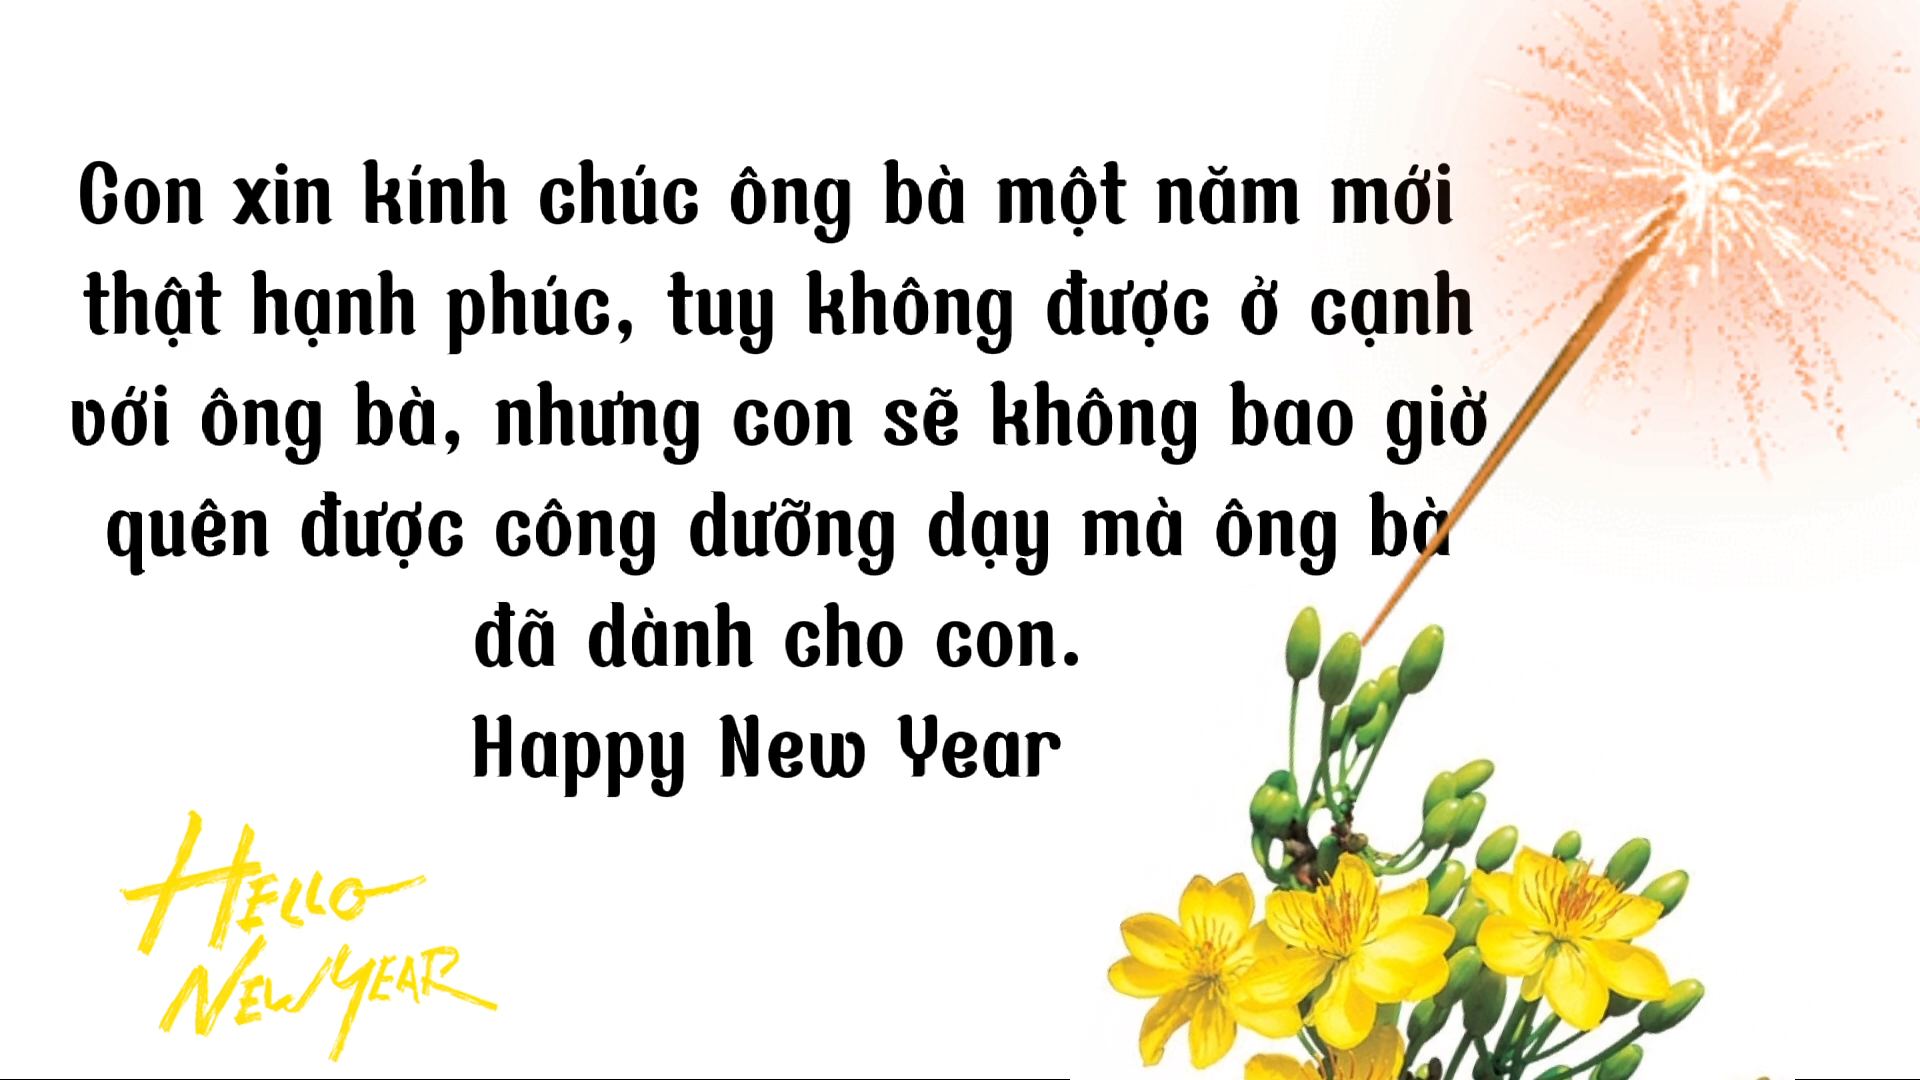 Con xin kính chúc ông bà một năm mới
thật hạnh phúc, tuy không được ở cạnh
với ông bà, nhưng con sẽ không bao giờ
quên được công dưỡng dạy mà ông bà
đã dành cho con.
Happy New Year
HELLO
NEW YEAR